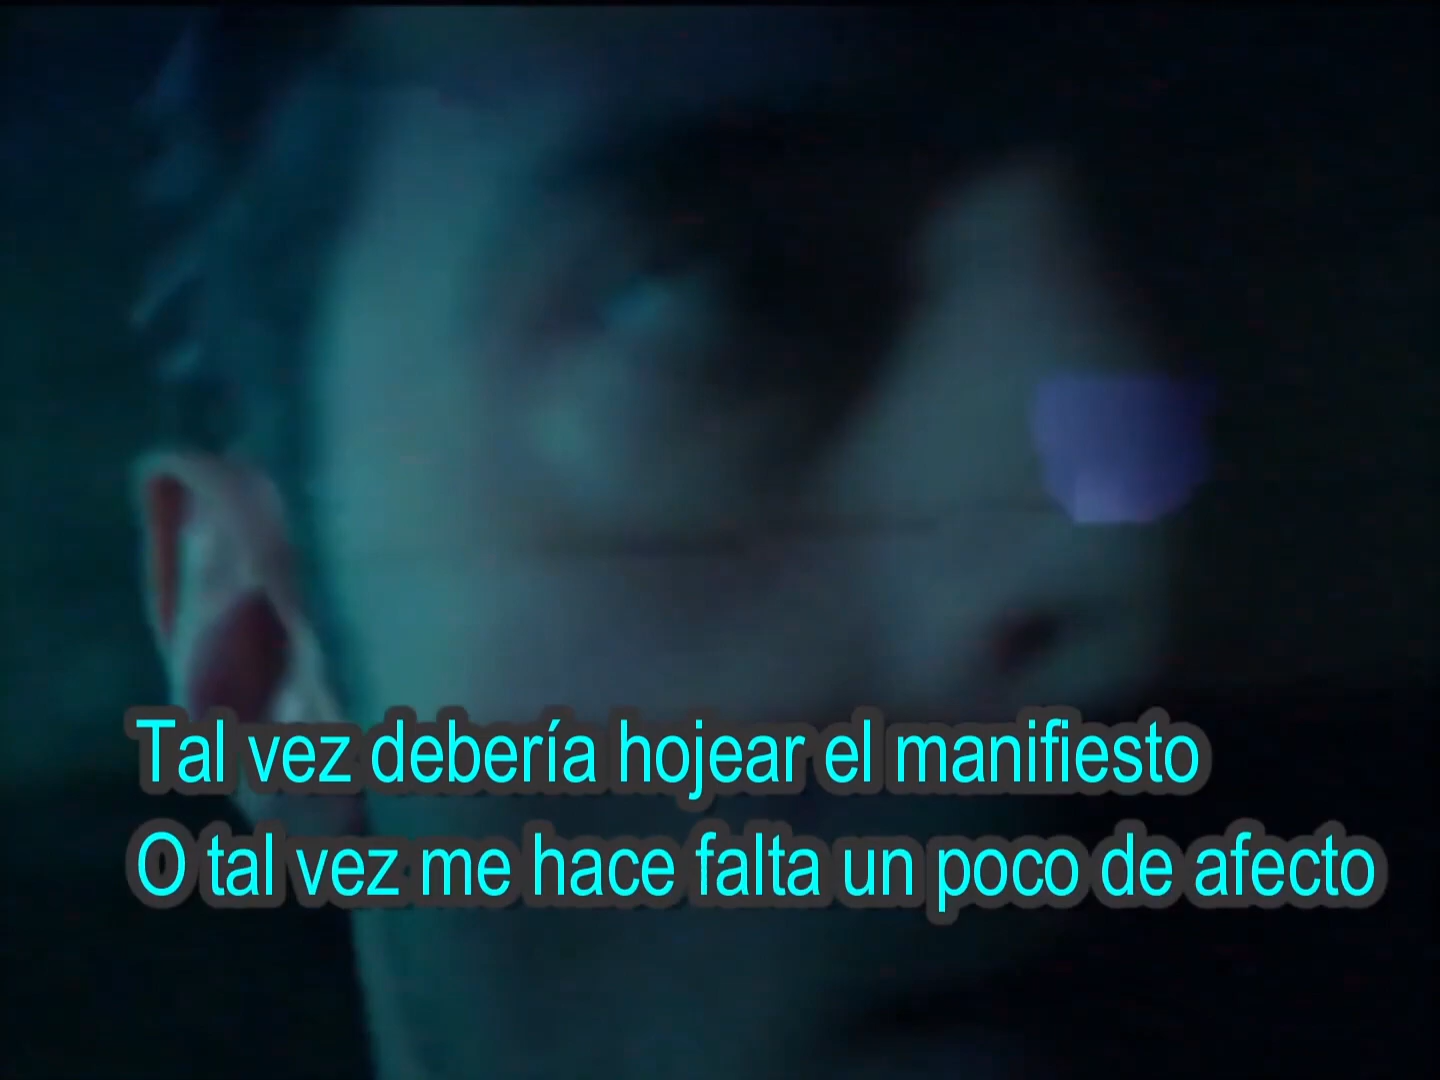 Tal vez debería hojear el manifiesto
O tal vez me hace falta un poco de afecto